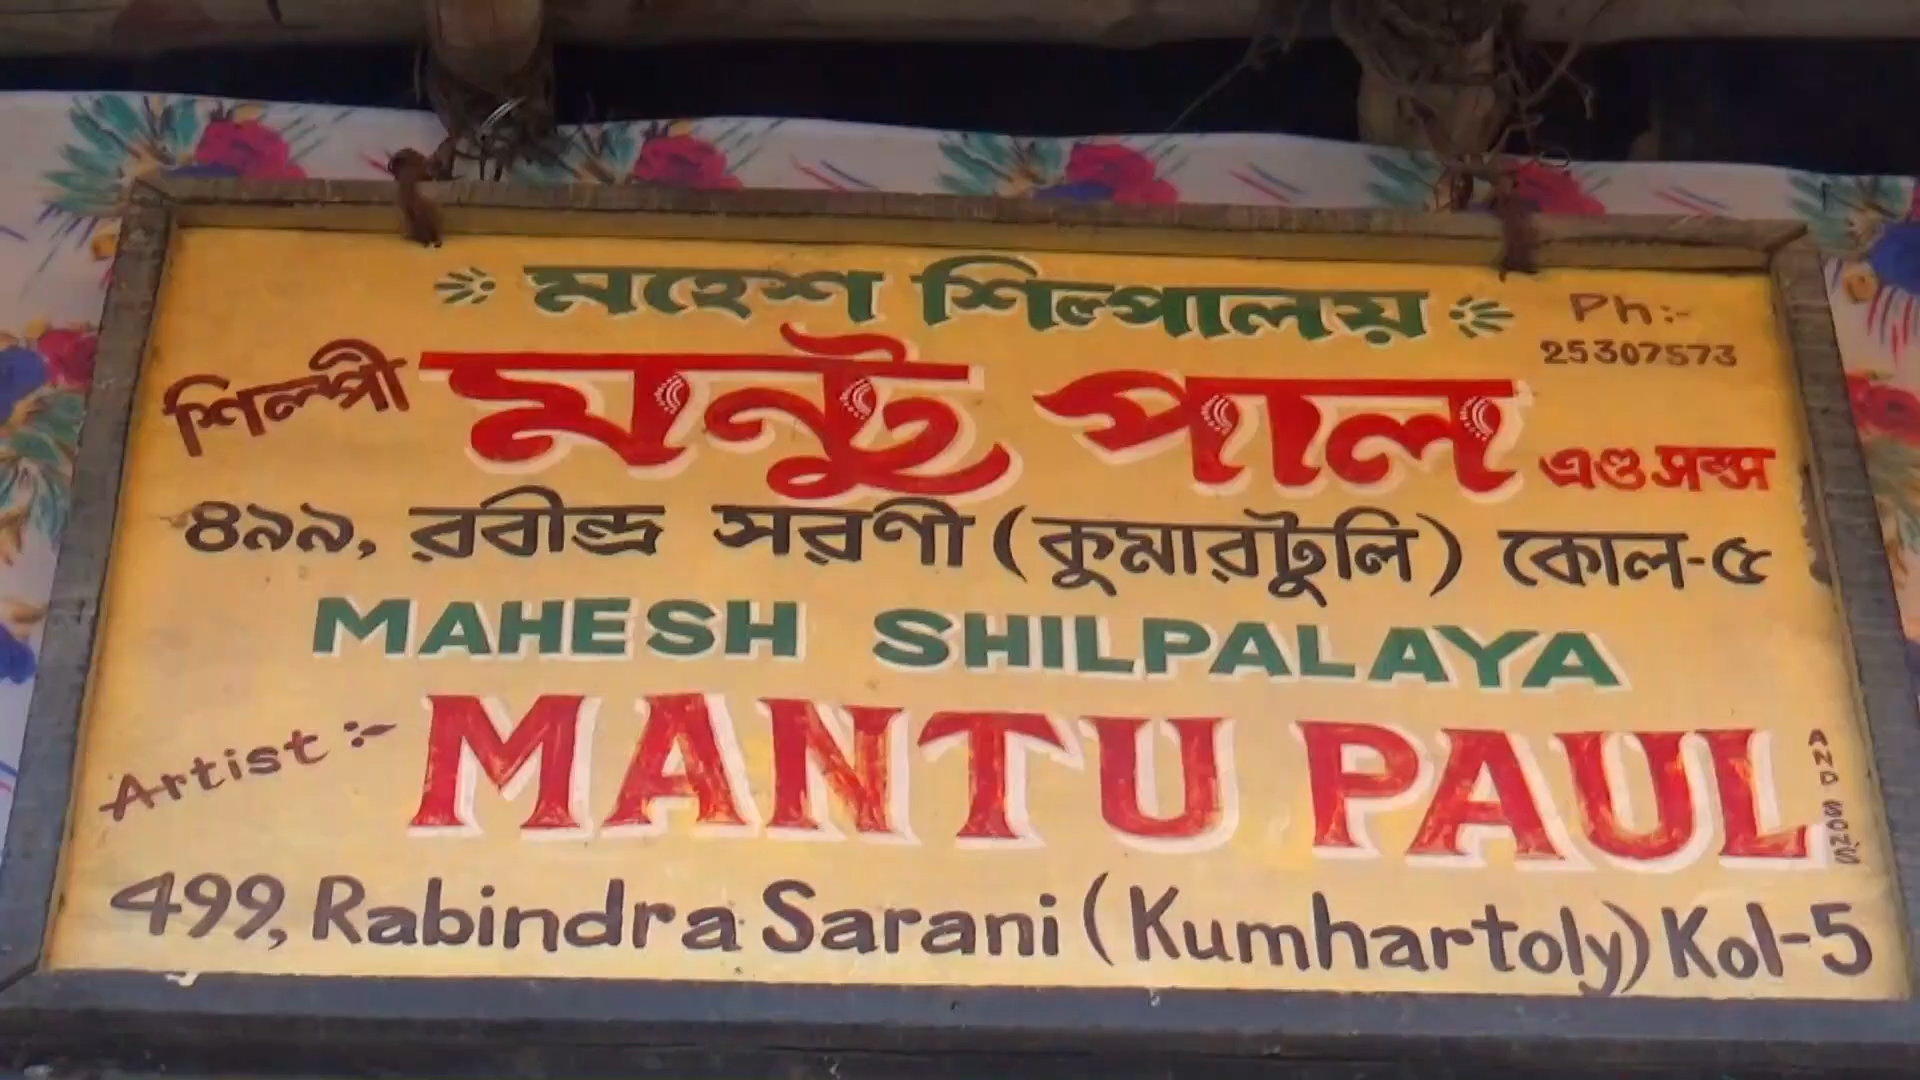 মহেশ শিল্পালয়
Ph:-
25307573
শিল্পী মন্টু পাল এণ্ড সন্স
৪৯৯, রবীন্দ্র সরণী (কুমারটুলি) কোল-৫
MAHESH SHILPALAYA
Artist :- MANTU PAUL AND SONS
499, Rabindra Sarani (Kumhartoly) Kol-5